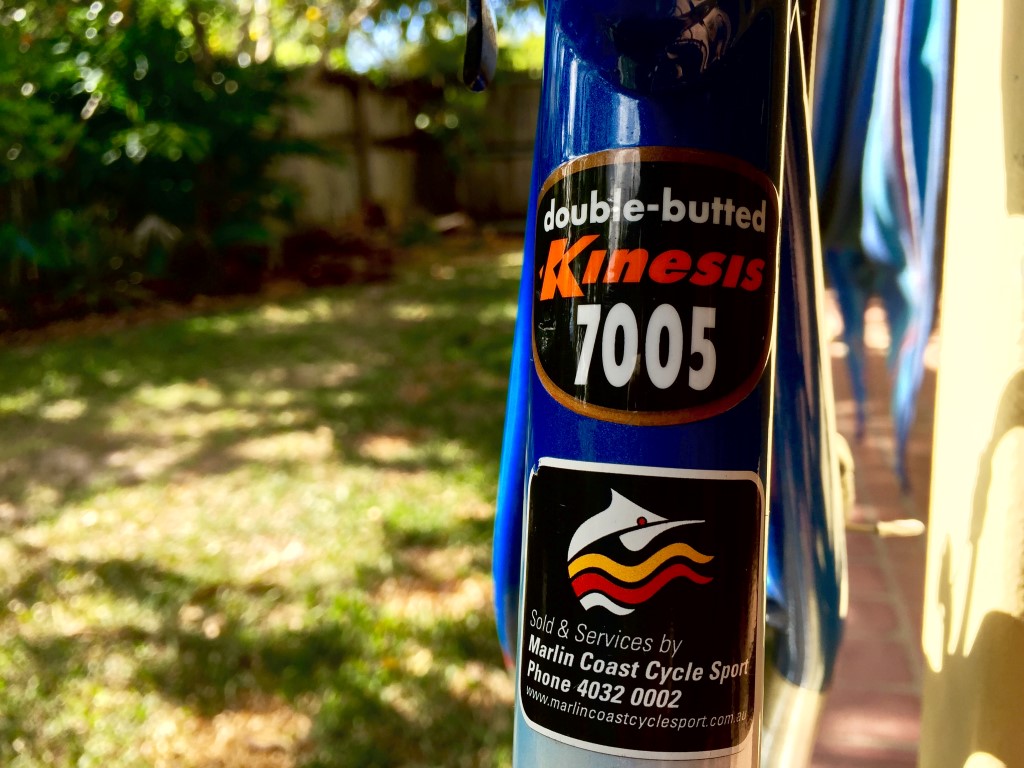 double-butted
Kinesis
7005
Sold & Services by
Marlin Coast Cycle Sport
Phone 4032 0002
www.marlincoastcyclesport.com.au